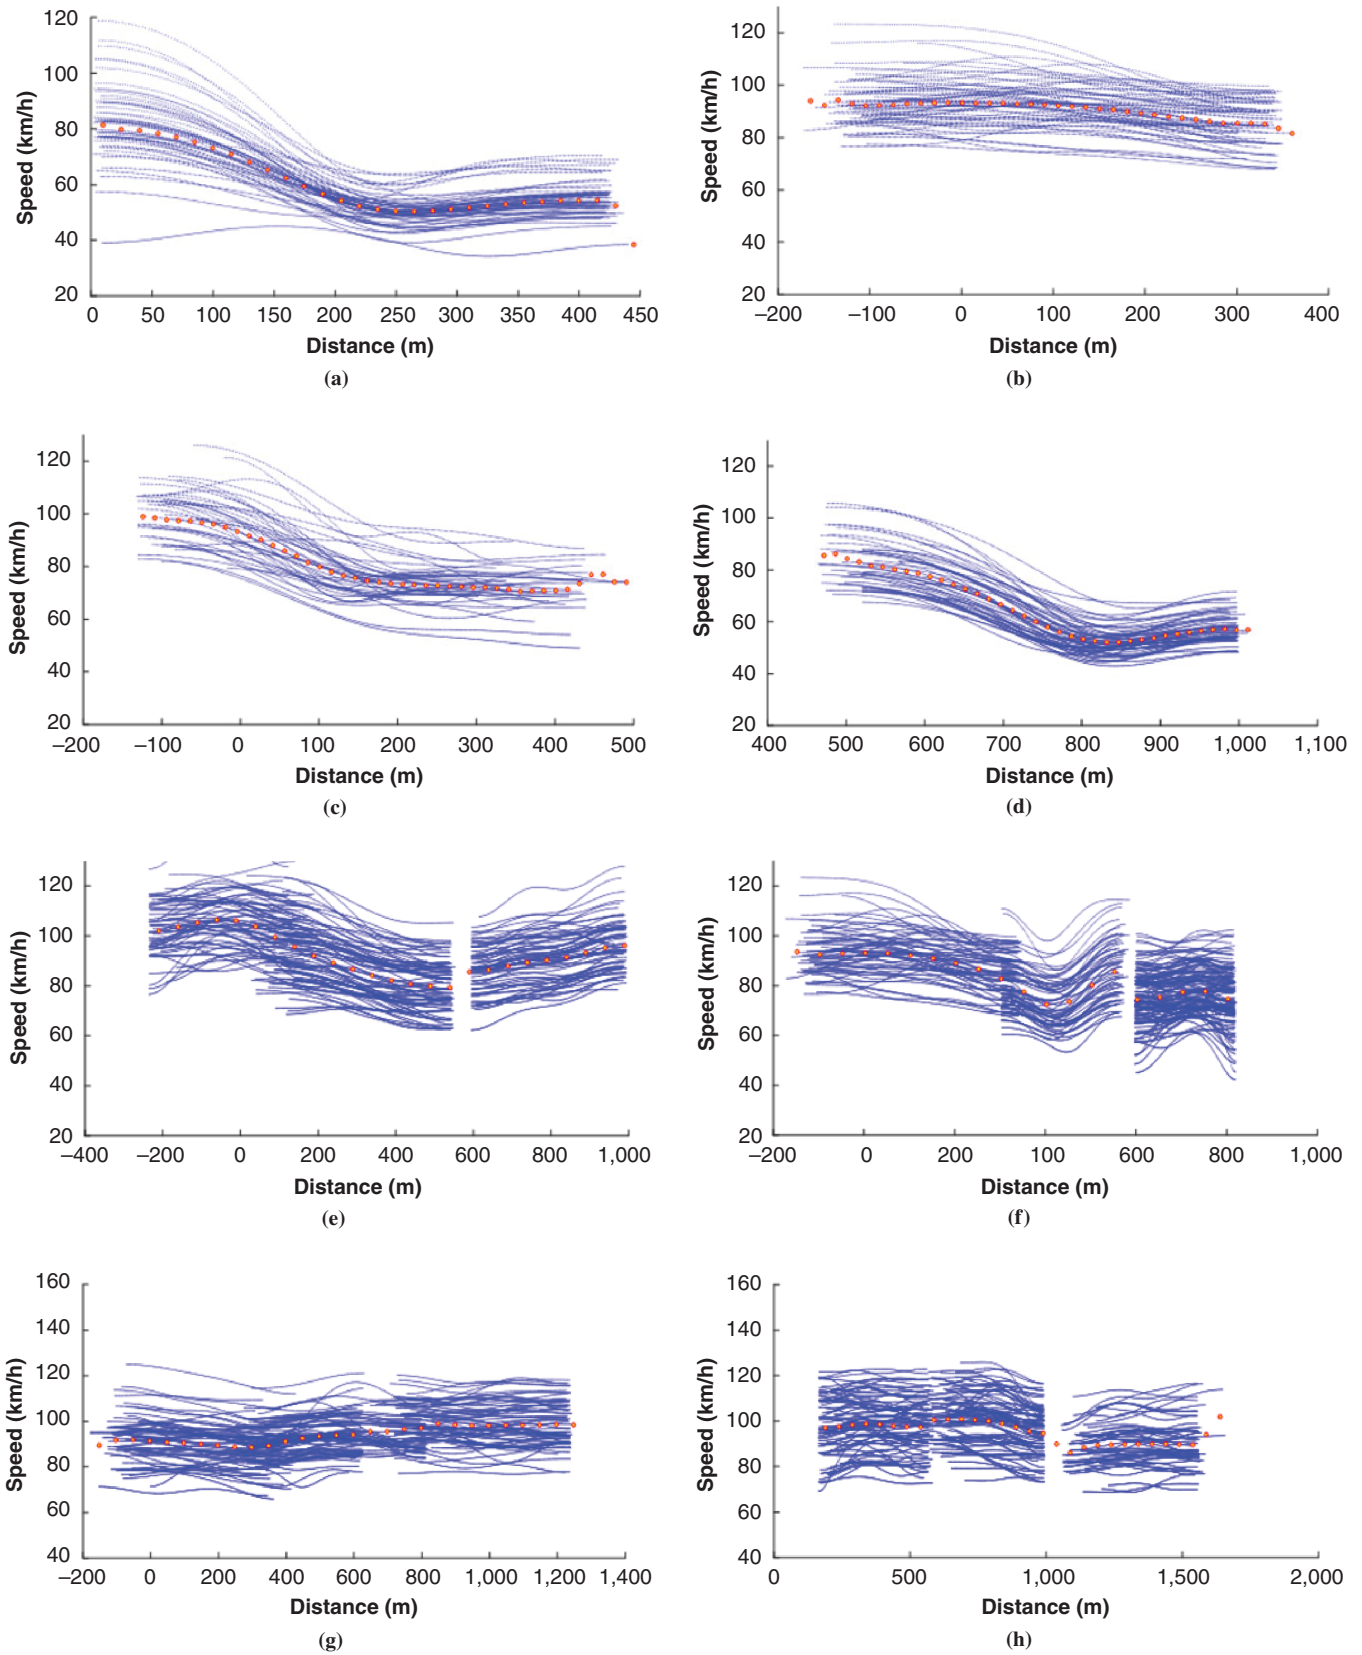 120
100
80
60
40
20
Speed (km/h)
0 50 100 150 200 250 300 350 400 450
Distance (m)
(a)
120
100
80
60
40
20
Speed (km/h)
–200 –100 0 100 200 300 400
Distance (m)
(b)
120
100
80
60
40
20
Speed (km/h)
–200 –100 0 100 200 300 400 500
Distance (m)
(c)
120
100
80
60
40
20
Speed (km/h)
400 500 600 700 800 900 1,000 1,100
Distance (m)
(d)
120
100
80
60
40
20
Speed (km/h)
–400 –200 0 200 400 600 800 1,000
Distance (m)
(e)
120
100
80
60
40
20
Speed (km/h)
–200 0 200 100 600 800 1,000
Distance (m)
(f)
160
140
120
100
80
60
40
Speed (km/h)
–200 0 200 400 600 800 1,000 1,200 1,400
Distance (m)
(g)
160
140
120
100
80
60
40
Speed (km/h)
0 500 1,000 1,500 2,000
Distance (m)
(h)